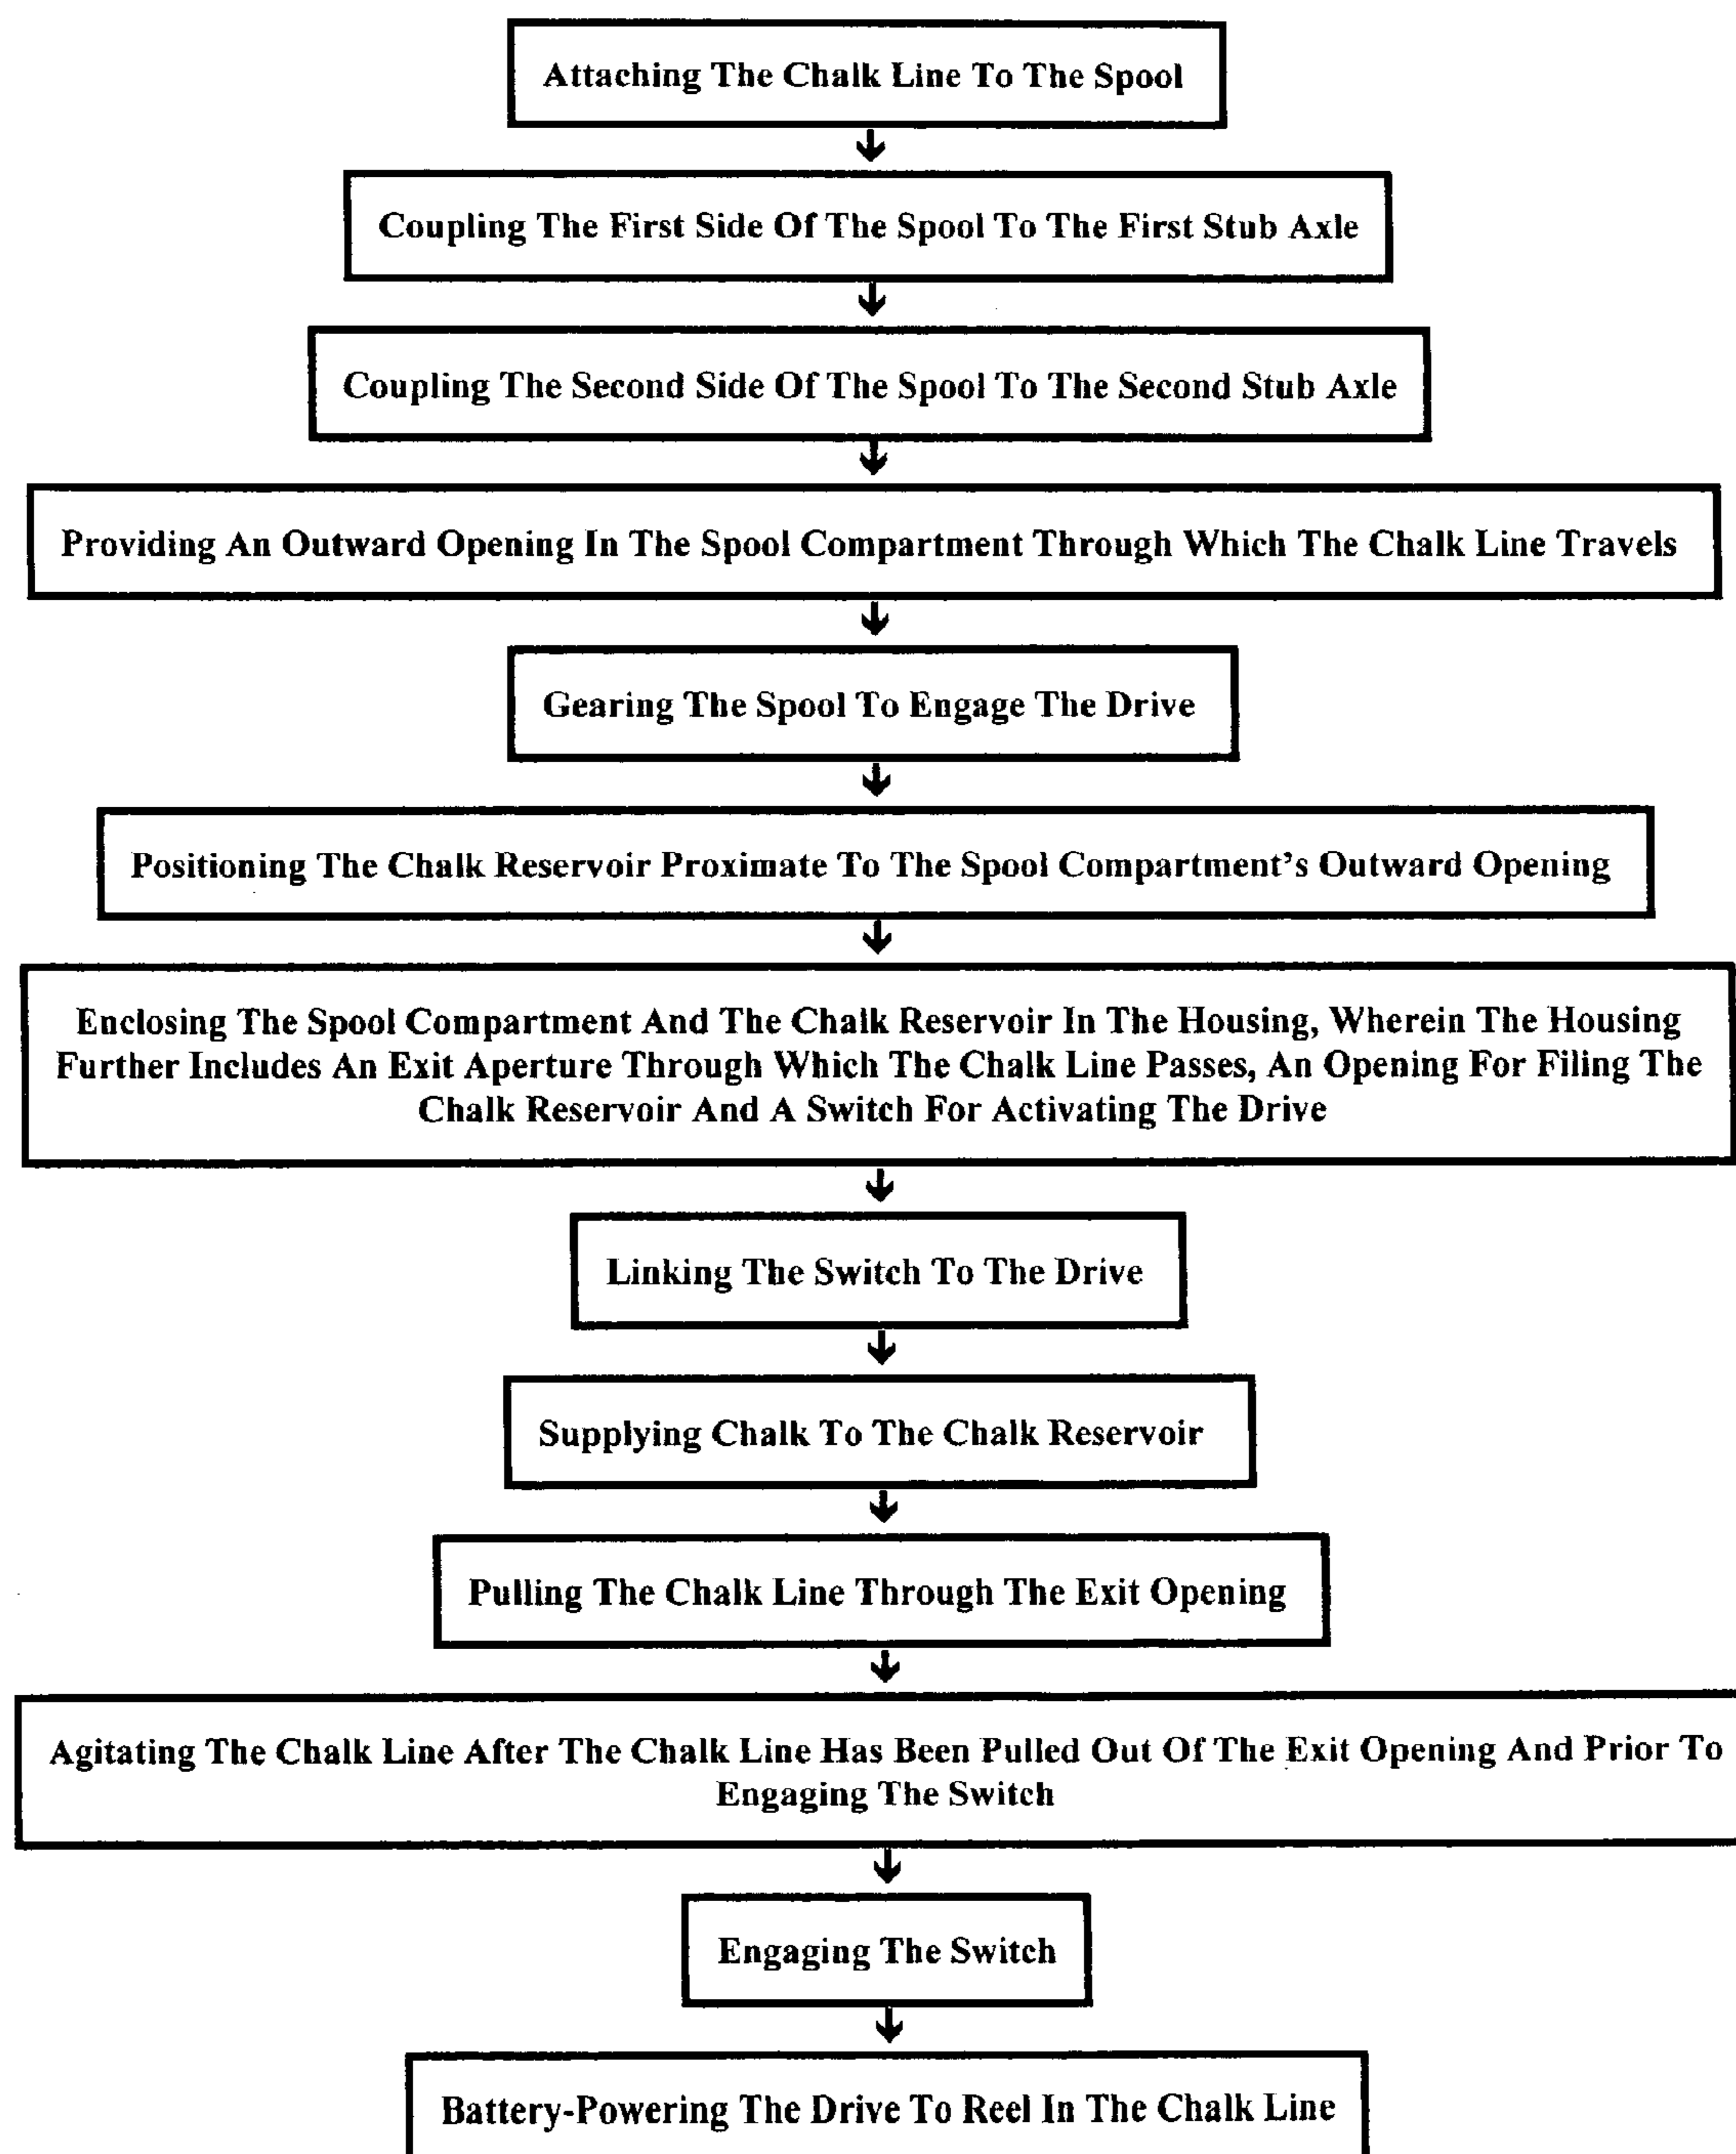 Attaching The Chalk Line To The Spool
Coupling The First Side Of The Spool To The First Stub Axle
Coupling The Second Side Of The Spool To The Second Stub Axle
Providing An Outward Opening In The Spool Compartment Through Which The Chalk Line Travels
Gearing The Spool To Engage The Drive
Positioning The Chalk Reservoir Proximate To The Spool Compartment's Outward Opening
Enclosing The Spool Compartment And The Chalk Reservoir In The Housing, Wherein The Housing
Further Includes An Exit Aperture Through Which The Chalk Line Passes, An Opening For Filing The
Chalk Reservoir And A Switch For Activating The Drive
Linking The Switch To The Drive
Supplying Chalk To The Chalk Reservoir
Pulling The Chalk Line Through The Exit Opening
Agitating The Chalk Line After The Chalk Line Has Been Pulled Out Of The Exit Opening And Prior To
Engaging The Switch
Engaging The Switch
Battery-Powering The Drive To Reel In The Chalk Line